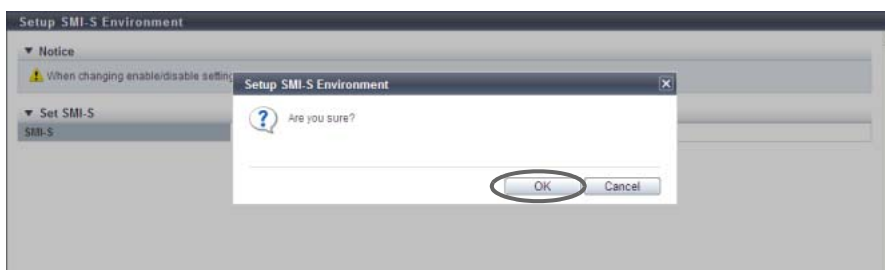 Setup SMI-S Environment
▼ Notice
When changing enable/disable setting
▼ Set SMI-S
SMI-S
Setup SMI-S Environment
Are you sure?
OK
Cancel